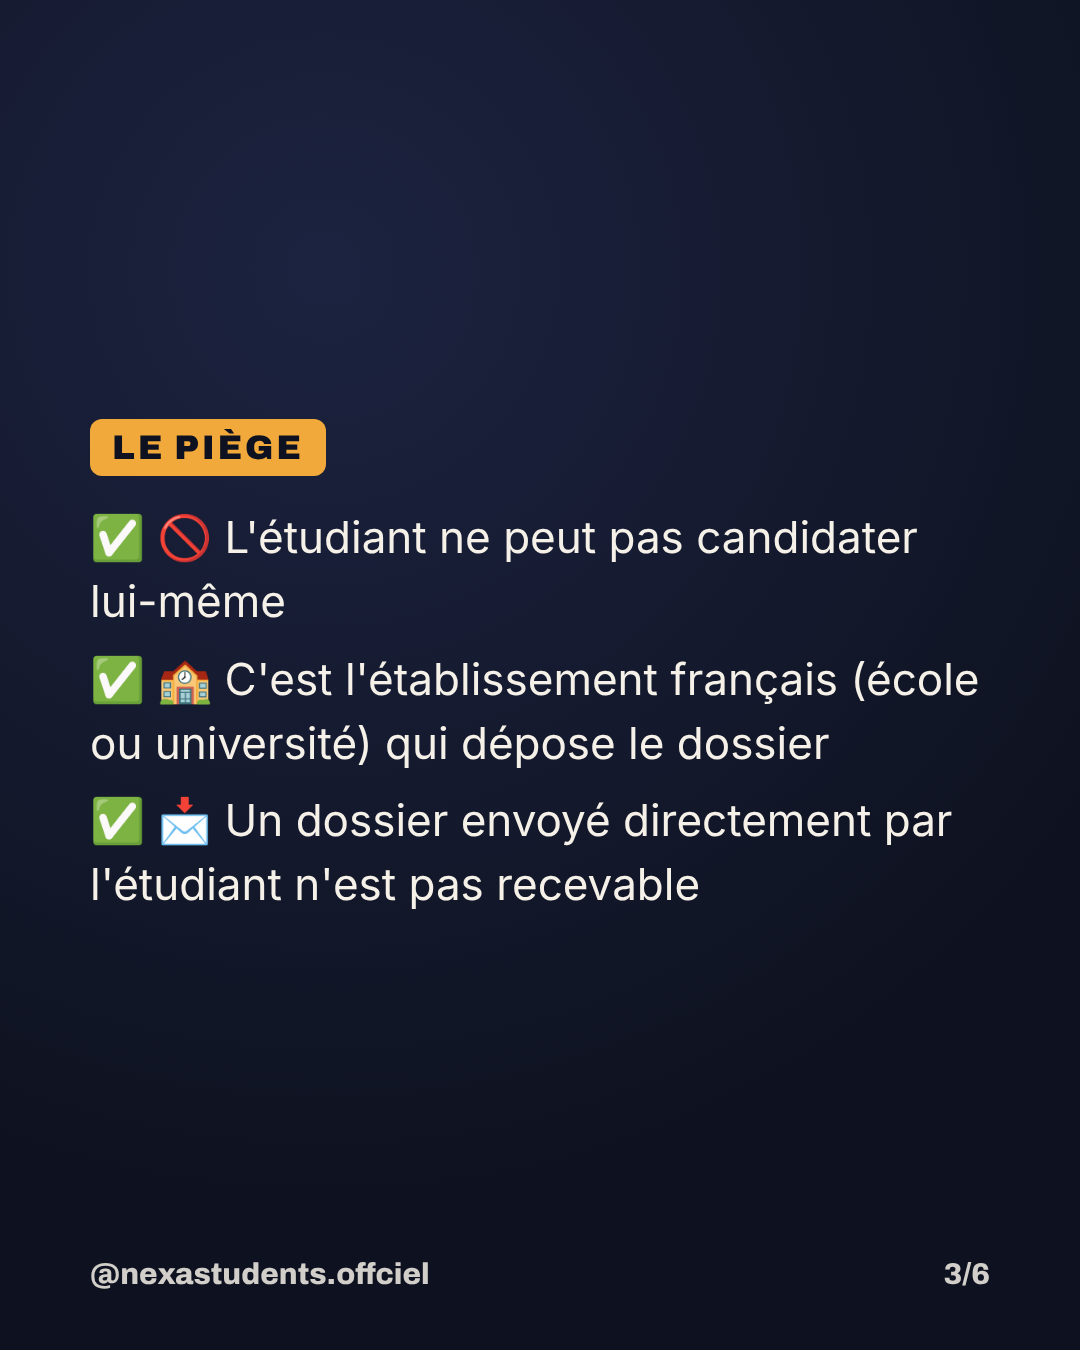 LE PIÈGE
✅ 🚫 L'étudiant ne peut pas candidater
lui-même
✅ 🏫 C'est l'établissement français (école
ou université) qui dépose le dossier
✅ 📩 Un dossier envoyé directement par
l'étudiant n'est pas recevable
@nexastudents.offciel
3/6